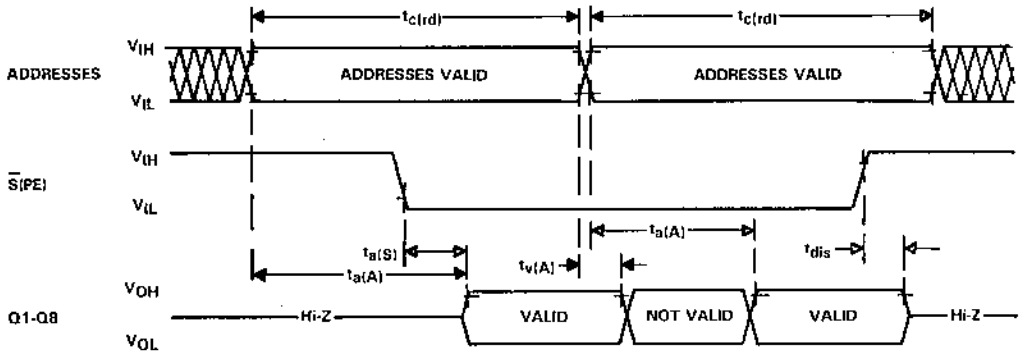 tc(rd) tc(rd)
VIH
ADDRESSES ADDRESSES VALID ADDRESSES VALID
VIL
VIH
S̅(PE)
VIL
ta(A)
ta(S) tdis
ta(A) tv(A)
VOH
Q1-Q8 Hi-Z VALID NOT VALID VALID Hi-Z
VOL